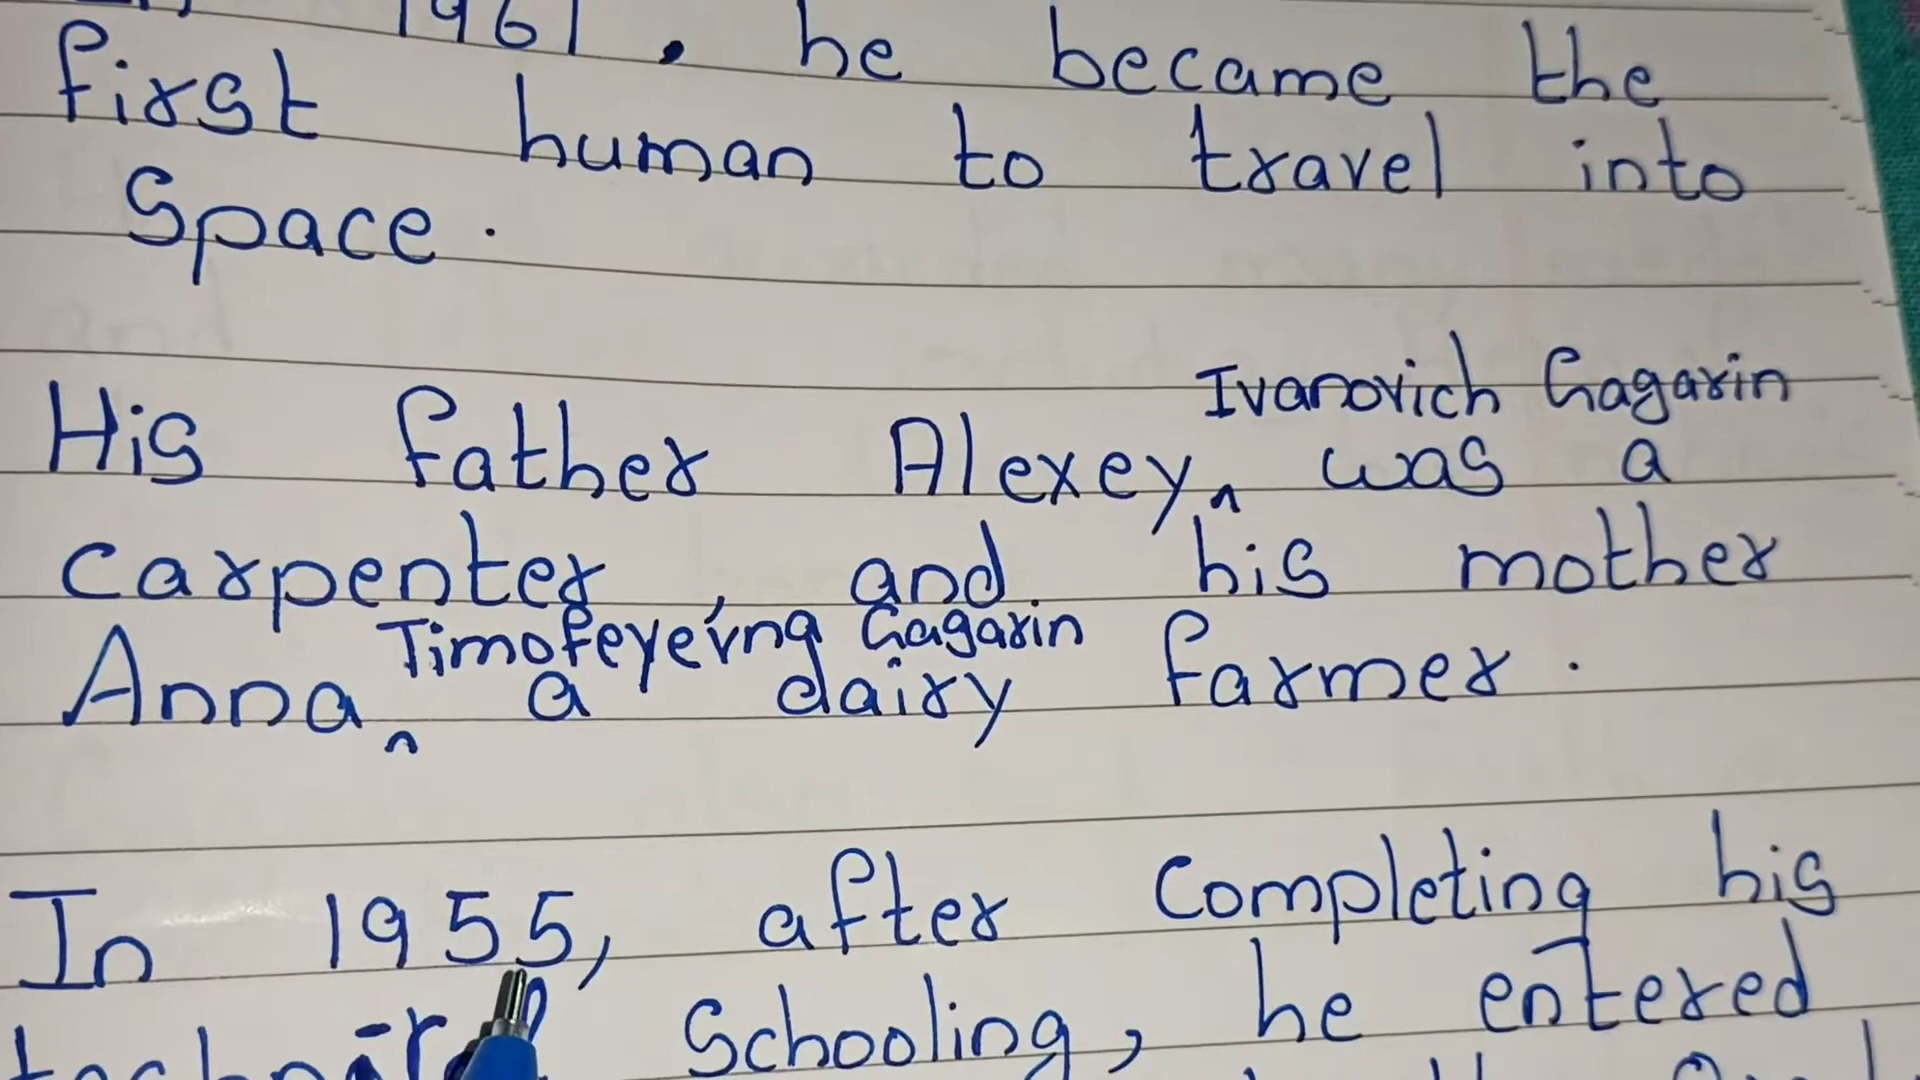 1961, he became the
first human to travel into
Space.
Ivanovich Gagarin
His father Alexey^ was a
carpenter, and his mother
Timofeyevna Gagarin
Anna^ a dairy farmer.
In 1955, after Completing his
technical Schooling, he entered